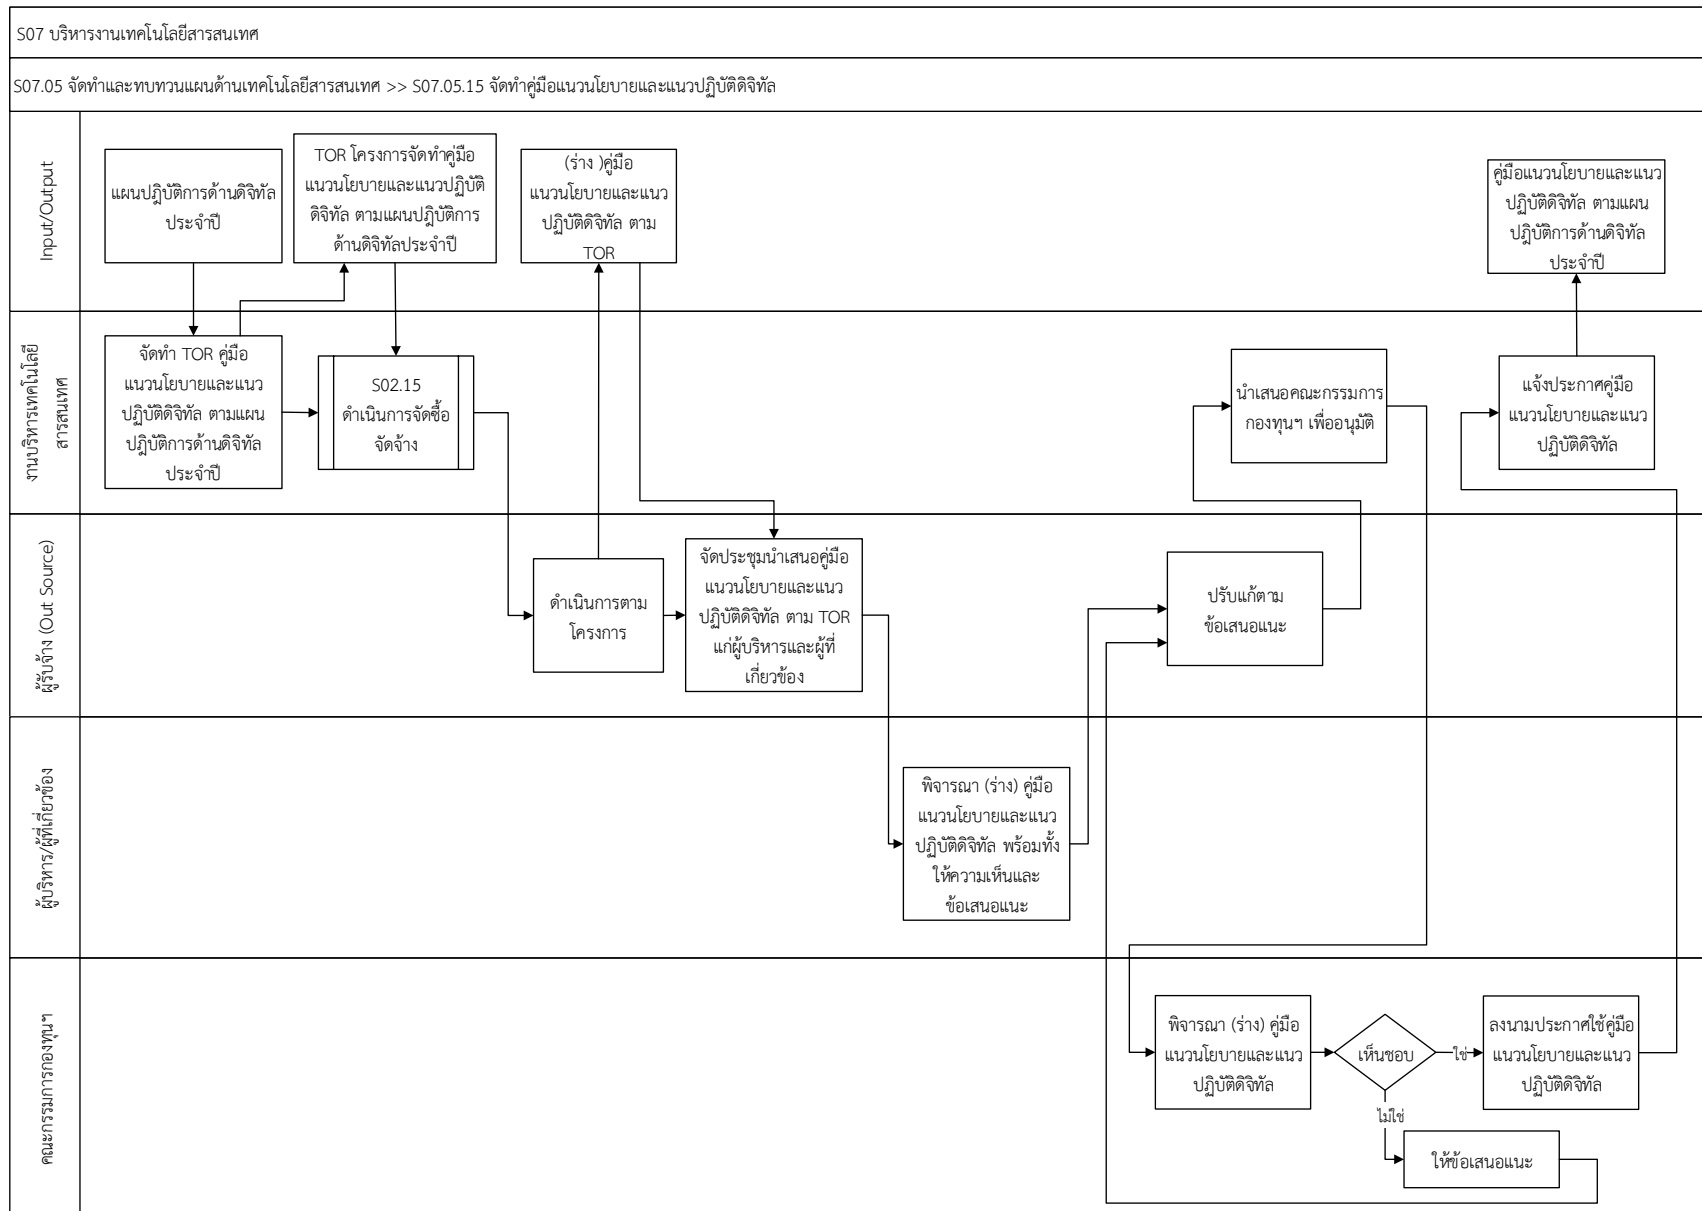 S07 บริหารงานเทคโนโลยีสารสนเทศ
S07.05 จัดทำและทบทวนแผนด้านเทคโนโลยีสารสนเทศ >> S07.05.15 จัดทำคู่มือแนวนโยบายและแนวปฏิบัติดิจิทัล
Input/Output
แผนปฏิบัติการด้านดิจิทัล
ประจำปี
TOR โครงการจัดทำคู่มือ
แนวนโยบายและแนวปฏิบัติ
ดิจิทัล ตามแผนปฏิบัติการ
ด้านดิจิทัลประจำปี
(ร่าง )คู่มือ
แนวนโยบายและแนว
ปฏิบัติดิจิทัล ตาม
TOR
คู่มือแนวนโยบายและแนว
ปฏิบัติดิจิทัล ตามแผน
ปฏิบัติการด้านดิจิทัล
ประจำปี
งานบริหารเทคโนโลยี
สารสนเทศ
จัดทำ TOR คู่มือ
แนวนโยบายและแนว
ปฏิบัติดิจิทัล ตามแผน
ปฏิบัติการด้านดิจิทัล
ประจำปี
S02.15
ดำเนินการจัดซื้อ
จัดจ้าง
นำเสนอคณะกรรมการ
กองทุนฯ เพื่ออนุมัติ
แจ้งประกาศคู่มือ
แนวนโยบายและแนว
ปฏิบัติดิจิทัล
ผู้รับจ้าง (Out Source)
ดำเนินการตาม
โครงการ
จัดประชุมนำเสนอคู่มือ
แนวนโยบายและแนว
ปฏิบัติดิจิทัล ตาม TOR
แก่ผู้บริหารและผู้ที่
เกี่ยวข้อง
ปรับแก้ตาม
ข้อเสนอแนะ
ผู้บริหาร/ผู้ที่เกี่ยวข้อง
พิจารณา (ร่าง) คู่มือ
แนวนโยบายและแนว
ปฏิบัติดิจิทัล พร้อมทั้ง
ให้ความเห็นและ
ข้อเสนอแนะ
คณะกรรมการกองทุนฯ
พิจารณา (ร่าง) คู่มือ
แนวนโยบายและแนว
ปฏิบัติดิจิทัล
เห็นชอบ
ใช่
ลงนามประกาศใช้คู่มือ
แนวนโยบายและแนว
ปฏิบัติดิจิทัล
ไม่ใช่
ให้ข้อเสนอแนะ